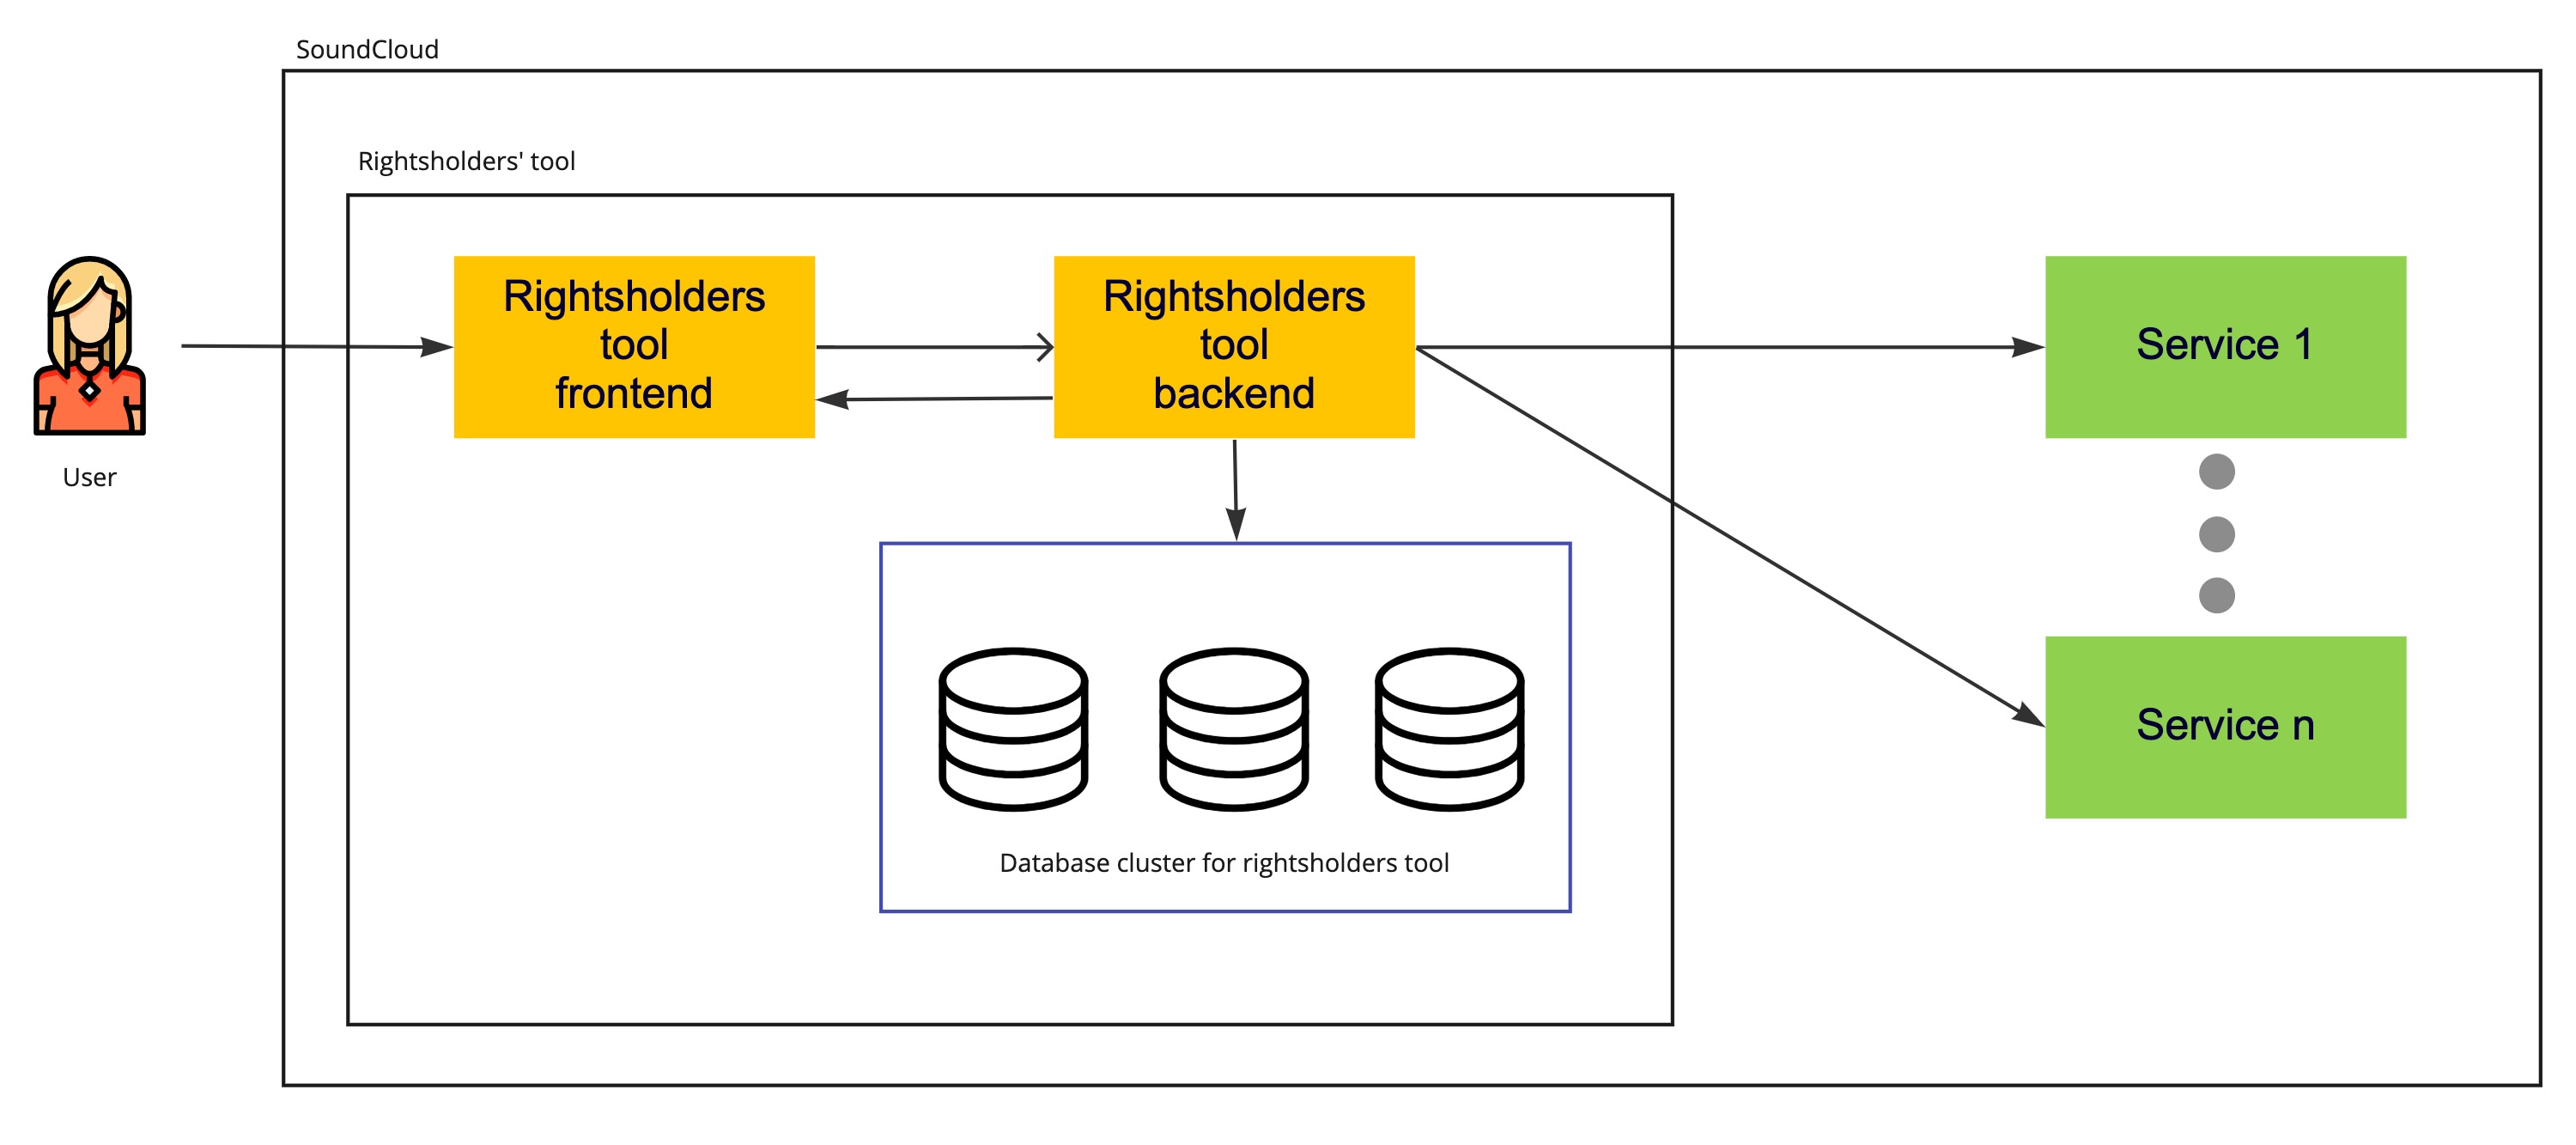 SoundCloud
Rightsholders' tool
Rightsholders
tool
frontend
Rightsholders
tool
backend
Service 1
User
Service n
Database cluster for rightsholders tool